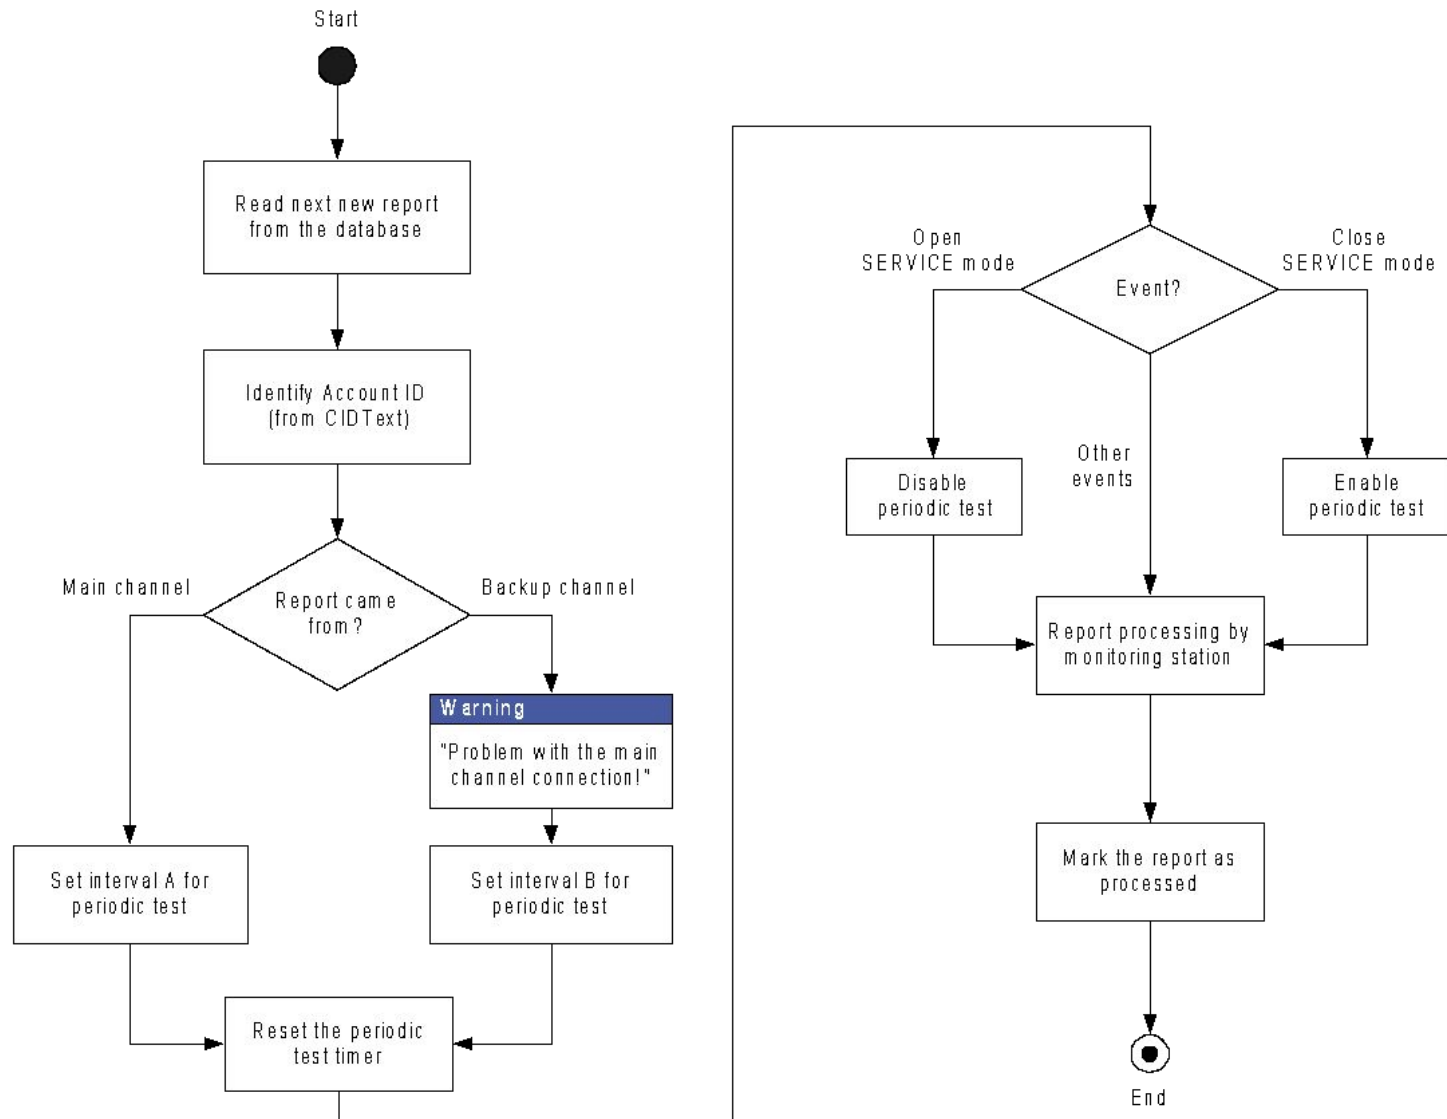 Start
Read next new report
from the database
Identify Account ID
(from CIDText)
Report came
from?
Main channel
Backup channel
Warning
"Problem with the main
channel connection!"
Set interval A for
periodic test
Set interval B for
periodic test
Reset the periodic
test timer
Event?
Open
SERVICE mode
Close
SERVICE mode
Other
events
Disable
periodic test
Enable
periodic test
Report processing by
monitoring station
Mark the report as
processed
End